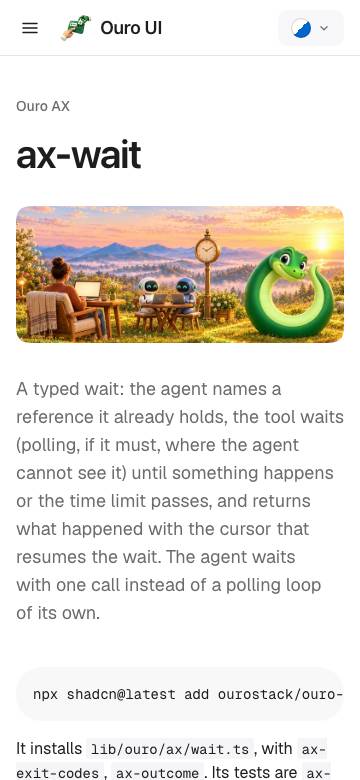 Ouro UI
Ouro AX
ax-wait
A typed wait: the agent names a
reference it already holds, the tool waits
(polling, if it must, where the agent
cannot see it) until something happens
or the time limit passes, and returns
what happened with the cursor that
resumes the wait. The agent waits
with one call instead of a polling loop
of its own.
npx shadcn@latest add ourostack/ouro-
It installs lib/ouro/ax/wait.ts, with ax-
exit-codes, ax-outcome. Its tests are ax-